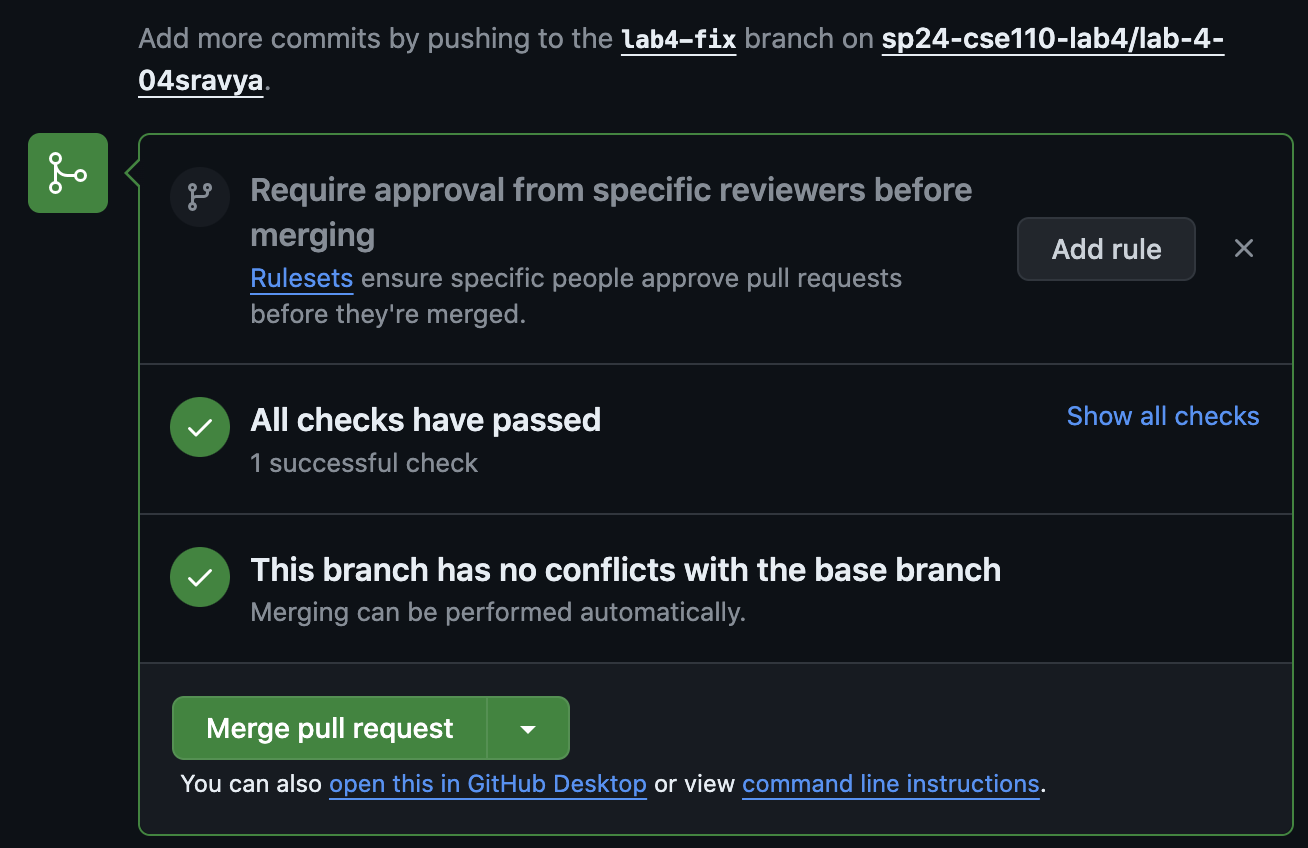 Add more commits by pushing to the lab4-fix branch on sp24-cse110-lab4/lab-4-
04sravya.
Require approval from specific reviewers before
merging
Rulesets ensure specific people approve pull requests
before they're merged.
Add rule
All checks have passed
1 successful check
Show all checks
This branch has no conflicts with the base branch
Merging can be performed automatically.
Merge pull request
You can also open this in GitHub Desktop or view command line instructions.